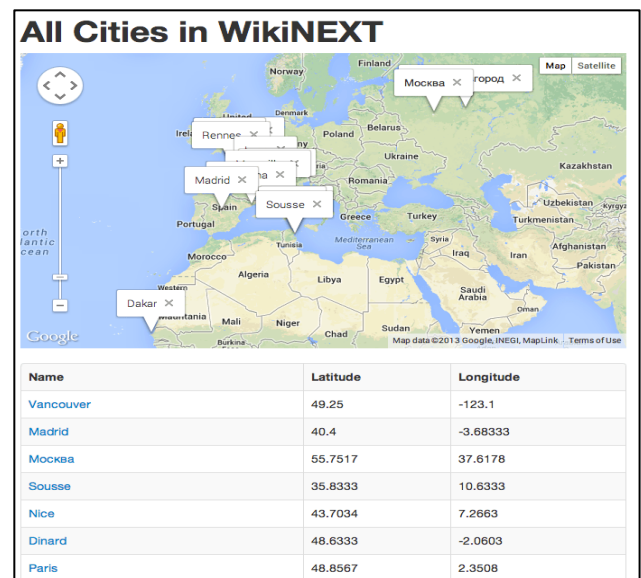 All Cities in WikiNEXT
Map Satellite
Finland
Norway
Москва × город ×
Denmark
Rennes ×
Poland Belarus
Ukraine
Kazakhstan
Madrid ×
Romania
Sousse ×
Spain
Portugal
Greece Turkey
Uzbekistan
Turkmenistan
Tunisia
Mediterranean Sea
Syria
Iraq
Iran
Afghanistan
Pakistan
Morocco
Algeria
Libya
Egypt
Saudi Arabia
Oman
Western
Dakar ×
Mali
Niger
Chad
Sudan
Yemen
Burkina
Google
Map data ©2013 Google, INEGI, MapLink Terms of Use
Name Latitude Longitude
Vancouver 49.25 -123.1
Madrid 40.4 -3.68333
Москва 55.7517 37.6178
Sousse 35.8333 10.6333
Nice 43.7034 7.2663
Dinard 48.6333 -2.0603
Paris 48.8567 2.3508